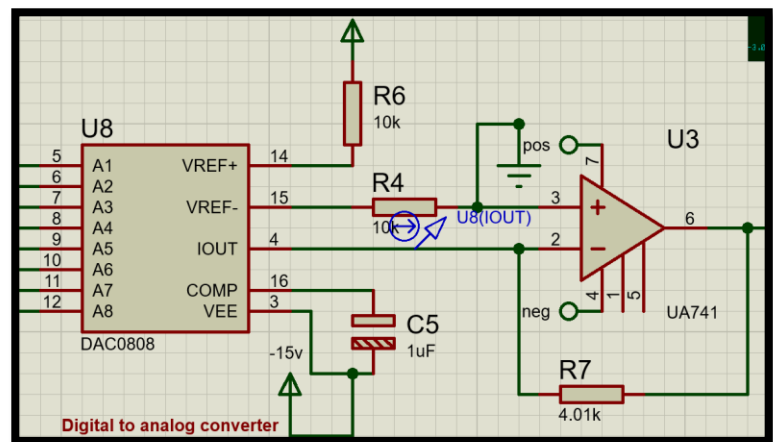 -3.0
R6
10k
U8
pos
U3
5 A1 VREF+ 14
6 A2
7 A3 VREF- 15
8 A4
9 A5 IOUT 4
10 A6
11 A7 COMP 16
12 A8 VEE 3
DAC0808
R4
10k
U8(IOUT)
3
2
7
6
+
−
4
1
5
neg
UA741
C5
1uF
-15v
R7
4.01k
Digital to analog converter